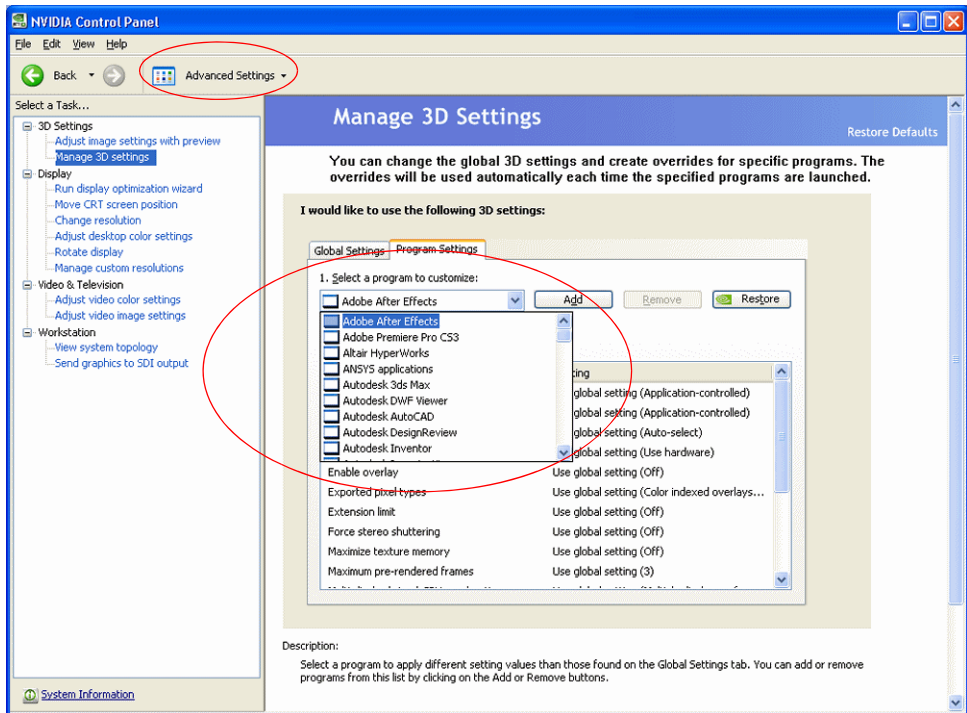 NVIDIA Control Panel
File Edit View Help
Back Advanced Settings
Select a Task...
3D Settings
Adjust image settings with preview
Manage 3D settings
Display
Run display optimization wizard
Move CRT screen position
Change resolution
Adjust desktop color settings
Rotate display
Manage custom resolutions
Video & Television
Adjust video color settings
Adjust video image settings
Workstation
View system topology
Send graphics to SDI output
System Information
Manage 3D Settings
Restore Defaults
You can change the global 3D settings and create overrides for specific programs. The
overrides will be used automatically each time the specified programs are launched.
I would like to use the following 3D settings:
Global Settings Program Settings
1. Select a program to customize:
Adobe After Effects Add Remove Restore
Adobe After Effects
Adobe Premiere Pro CS3
Altair HyperWorks
ANSYS applications
Autodesk 3ds Max
Autodesk DWF Viewer
Autodesk AutoCAD
Autodesk DesignReview
Autodesk Inventor
ing
global setting (Application-controlled)
global setting (Application-controlled)
global setting (Auto-select)
global setting (Use hardware)
Enable overlay Use global setting (Off)
Exported pixel types Use global setting (Color indexed overlays...
Extension limit Use global setting (Off)
Force stereo shuttering Use global setting (Off)
Maximize texture memory Use global setting (Off)
Maximum pre-rendered frames Use global setting (3)
Description:
Select a program to apply different setting values than those found on the Global Settings tab. You can add or remove
programs from this list by clicking on the Add or Remove buttons.